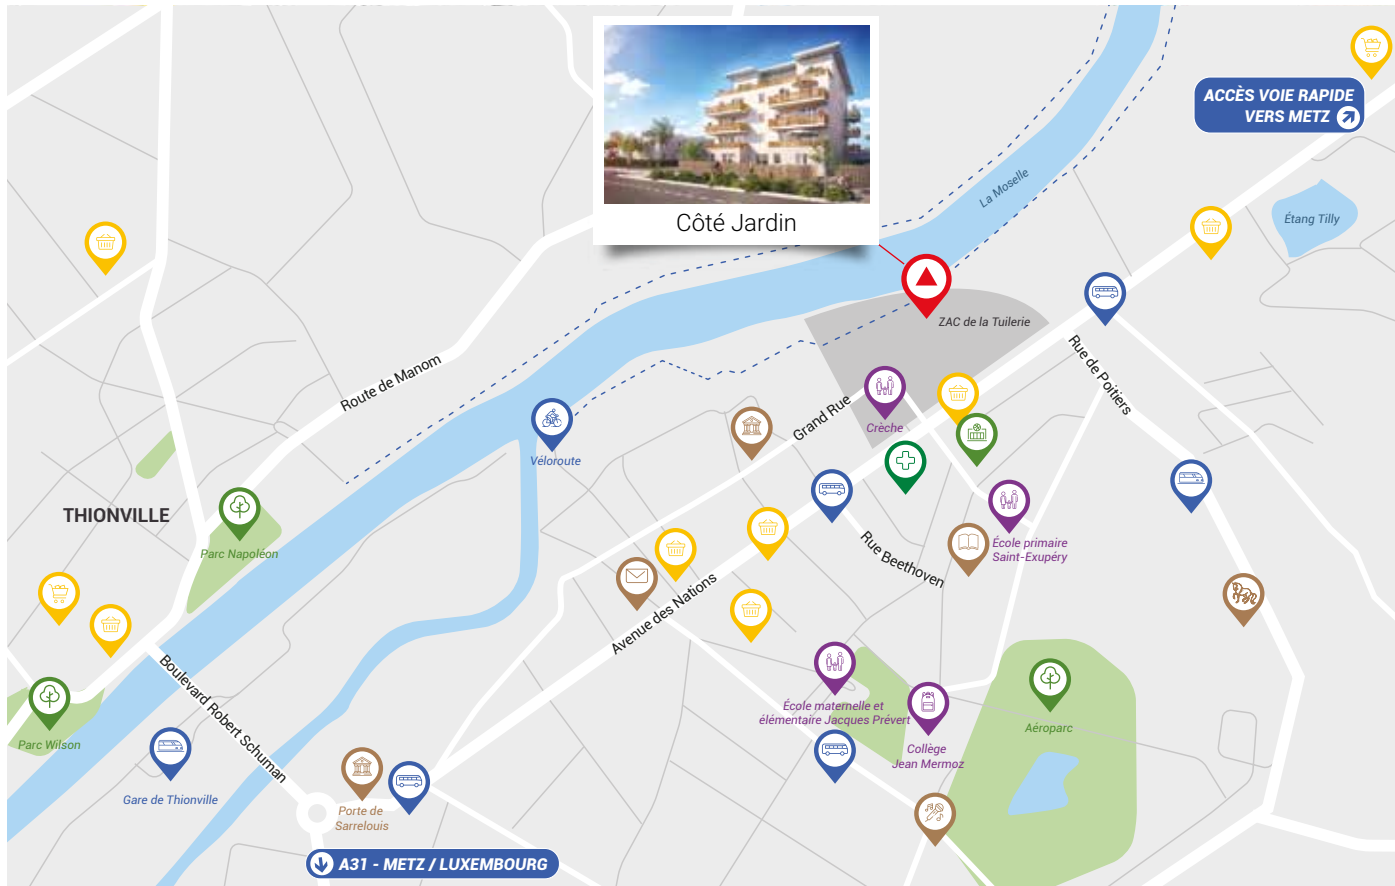 ACCÈS VOIE RAPIDE
VERS METZ
La Moselle
Étang Tilly
Côté Jardin
ZAC de la Tuilerie
Route de Manom
Rue de Poitiers
Grand Rue
Crèche
Véloroute
THIONVILLE
Parc Napoléon
École primaire
Saint-Exupéry
Rue Beethoven
Avenue des Nations
Boulevard Robert Schuman
École maternelle et
élémentaire Jacques Prévert
Aéroparc
Parc Wilson
Collège
Jean Mermoz
Gare de Thionville
Porte de
Sarrelouis
A31 - METZ / LUXEMBOURG